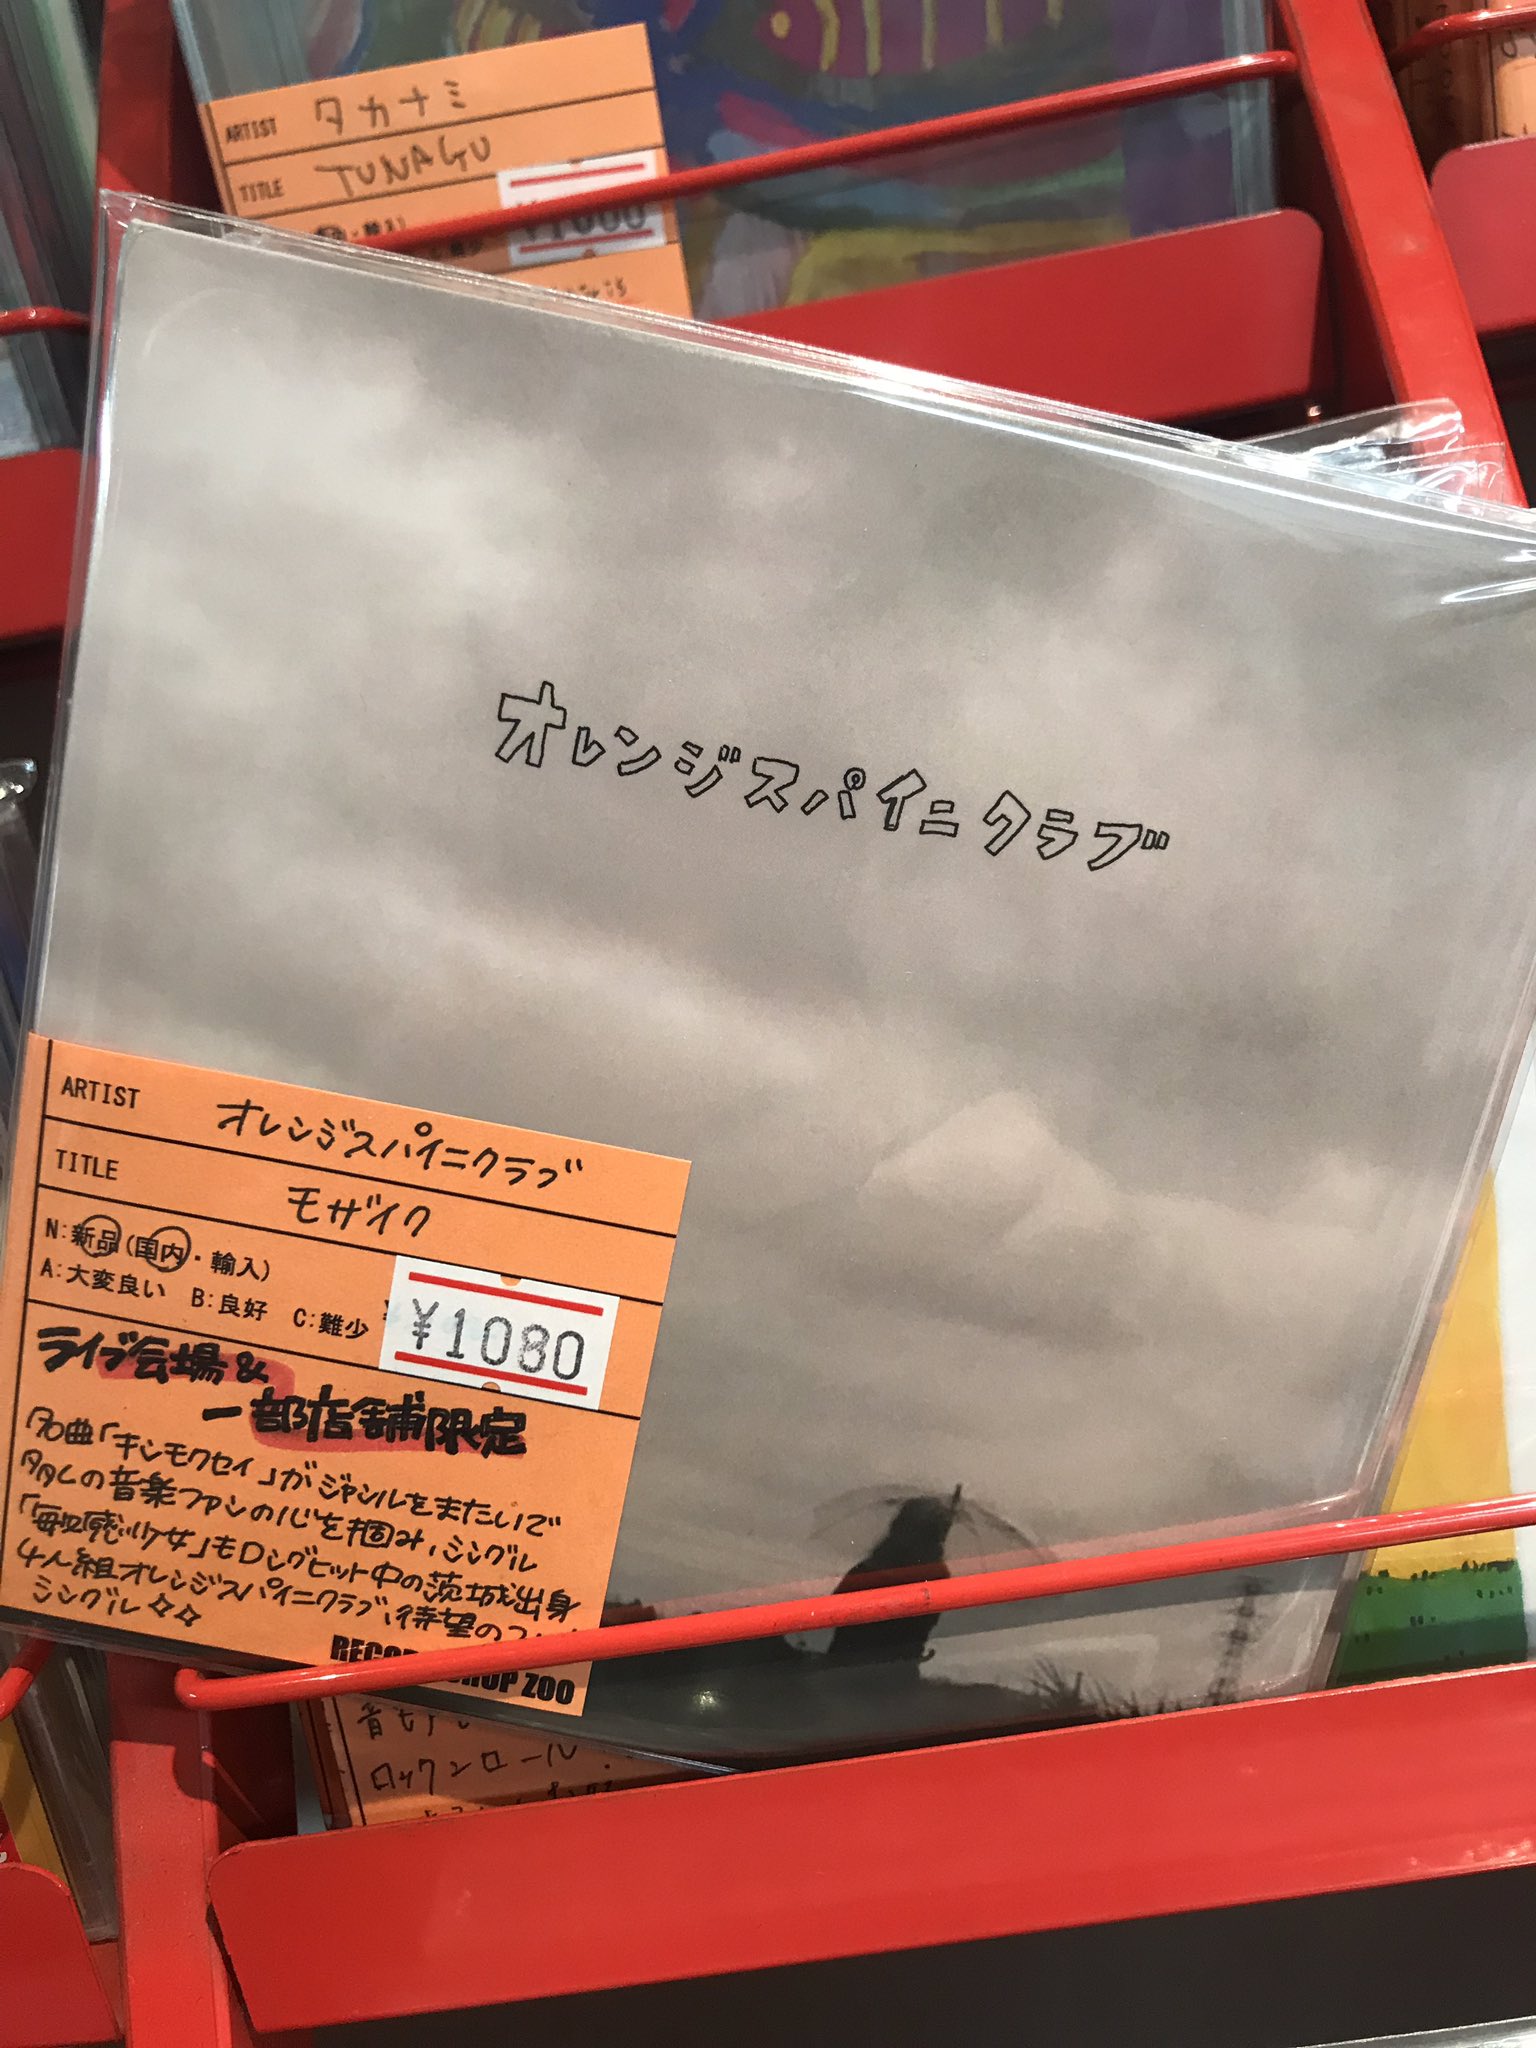 ARTIST タカナミ
TITLE TUNAGU
¥1000
オレンジスパイニクラブ
ARTIST オレンジスパイニクラブ
TITLE モザイク
N:新品(国内・輸入)
A:大変良い B:良好 C:難少
¥1080
ライブ会場&
一部店舗限定
名曲「キンモクセイ」がジャンルをまたいで
多くの音楽ファンの心を掴み、シングル
「敏感少女」もロングヒット中の茨城出身
4人組オレンジスパイニクラブ、待望の
シングル☆☆
ZOO
ロックンロール